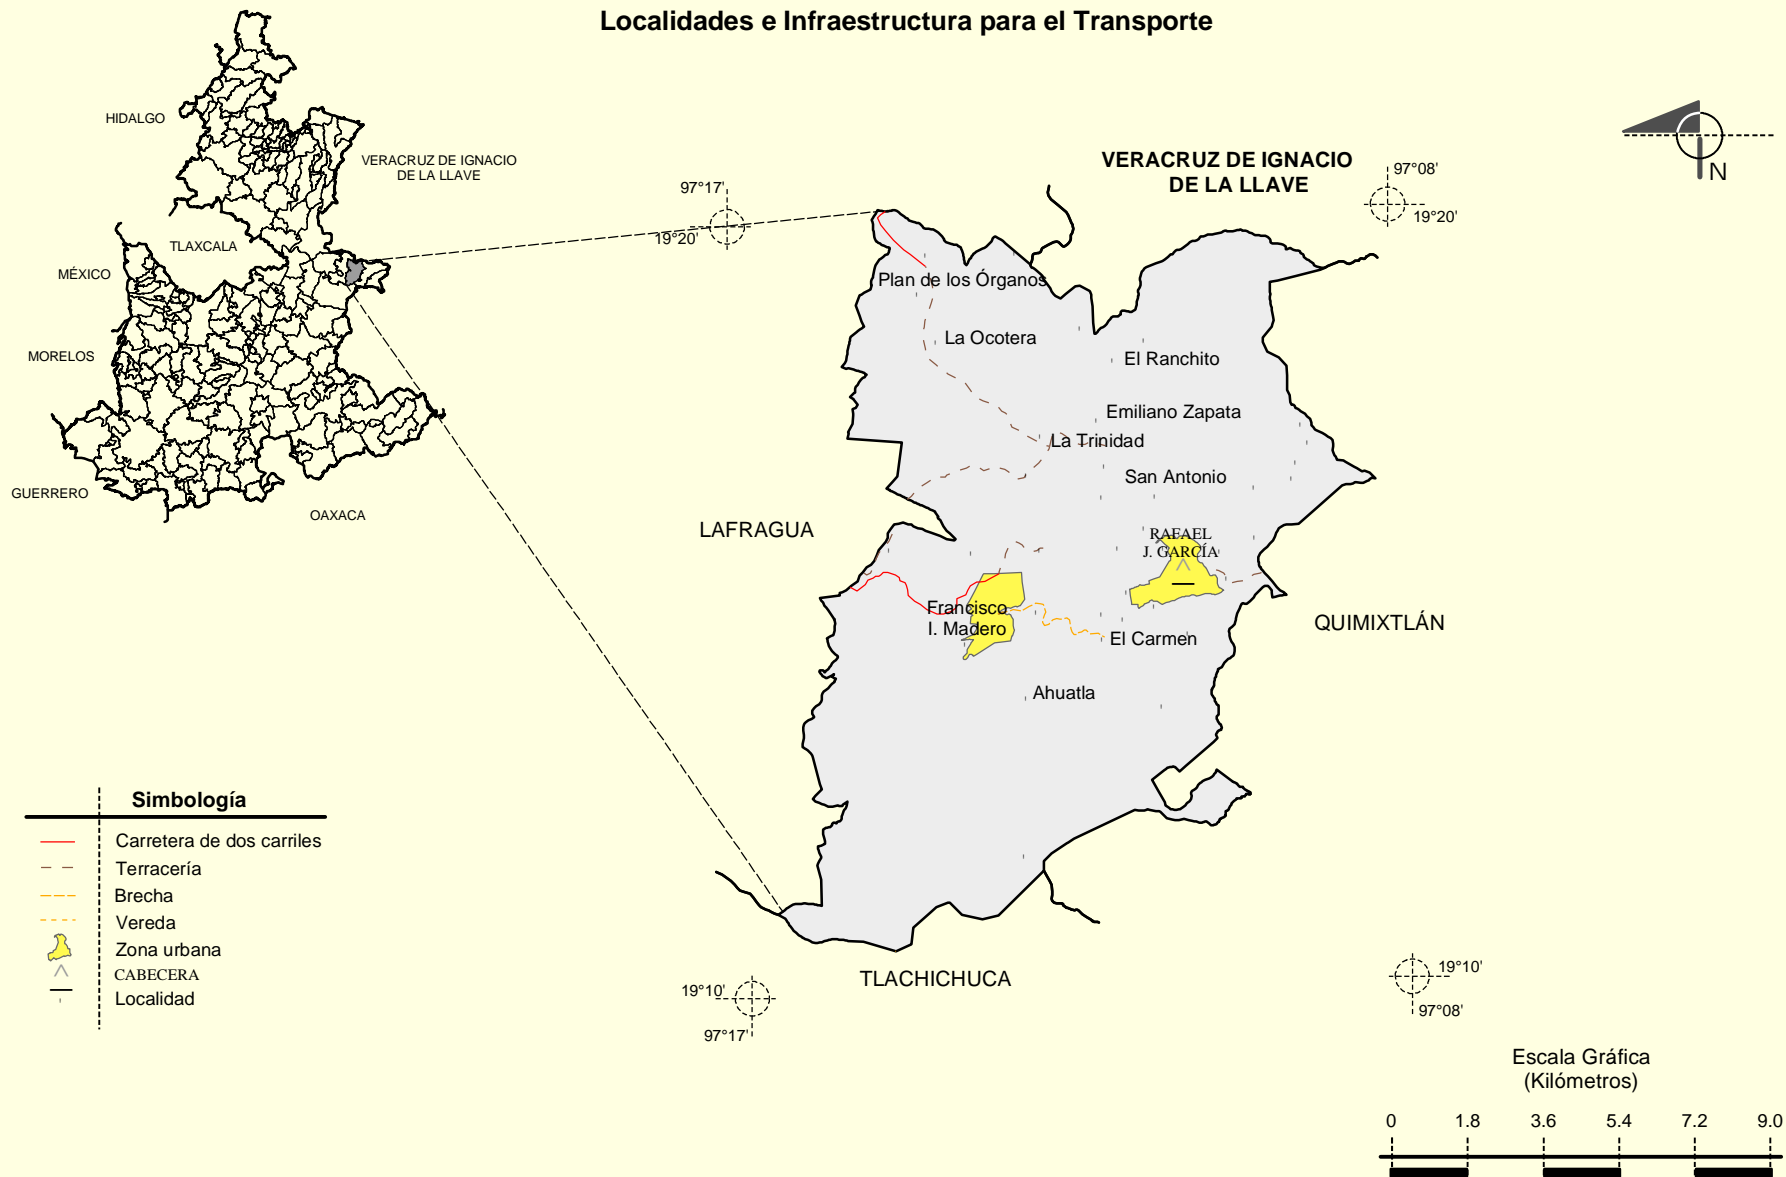 Localidades e Infraestructura para el Transporte
HIDALGO
VERACRUZ DE IGNACIO
DE LA LLAVE
TLAXCALA
MÉXICO
MORELOS
GUERRERO
OAXACA
97°17'
19°20'
VERACRUZ DE IGNACIO
DE LA LLAVE
97°08'
19°20'
N
Plan de los Órganos
La Ocotera
El Ranchito
Emiliano Zapata
La Trinidad
San Antonio
LAFRAGUA
RAFAEL
J. GARCÍA
Francisco
I. Madero
El Carmen
QUIMIXTLÁN
Ahuatla
TLACHICHUCA
19°10'
97°17'
19°10'
97°08'
Simbología
Carretera de dos carriles
Terracería
Brecha
Vereda
Zona urbana
CABECERA
Localidad
Escala Gráfica
(Kilómetros)
0 1.8 3.6 5.4 7.2 9.0